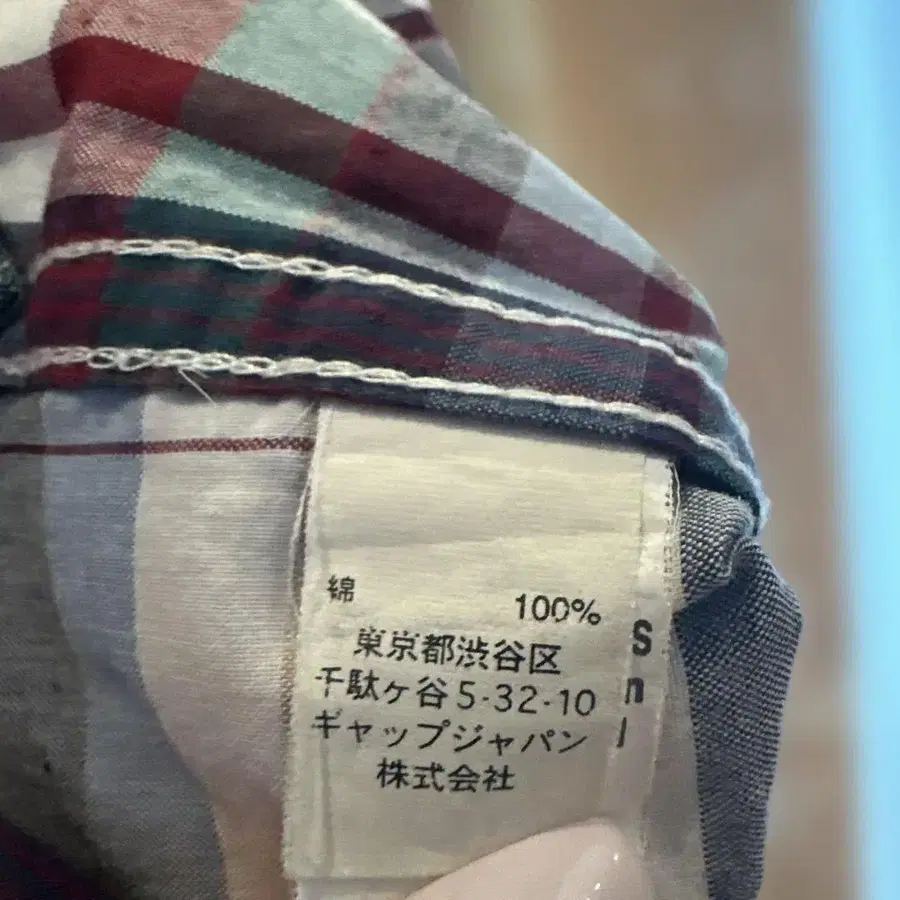 綿 100%
東京都渋谷区
千駄ヶ谷5-32-10
ギャップジャパン
株式会社
S
n